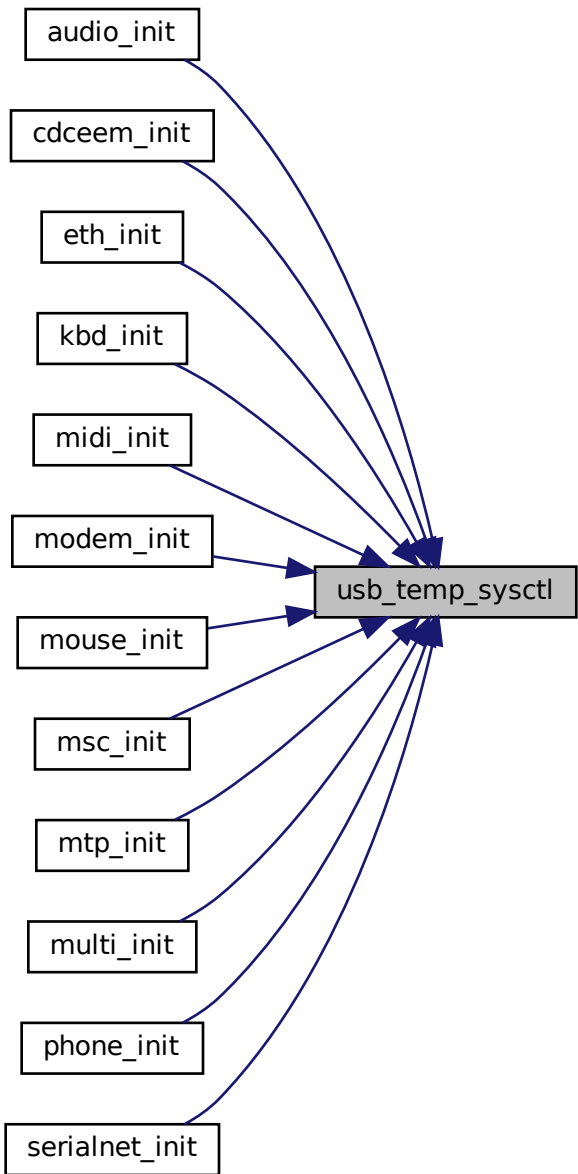 audio_init
cdceem_init
eth_init
kbd_init
midi_init
modem_init
usb_temp_sysctl
mouse_init
msc_init
mtp_init
multi_init
phone_init
serialnet_init